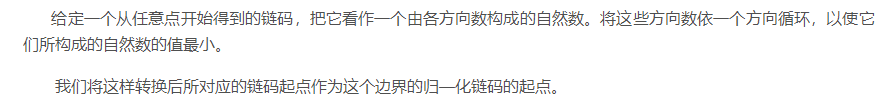 给定一个从任意点开始得到的链码，把它看作一个由各方向数构成的自然数。将这些方向数依一个方向循环，以使它
们所构成的自然数的值最小。
我们将这样转换后所对应的链码起点作为这个边界的归—化链码的起点。